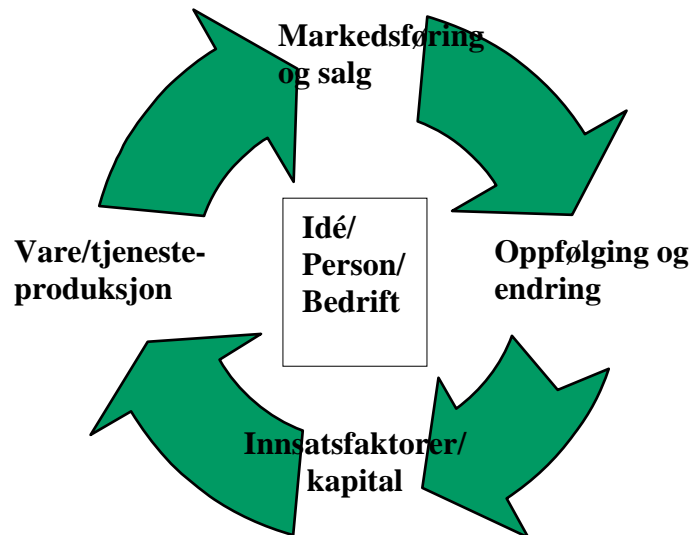 Markedsføring
og salg
Idé/
Person/
Bedrift
Vare/tjeneste-
produksjon
Oppfølging og
endring
Innsatsfaktorer/
kapital